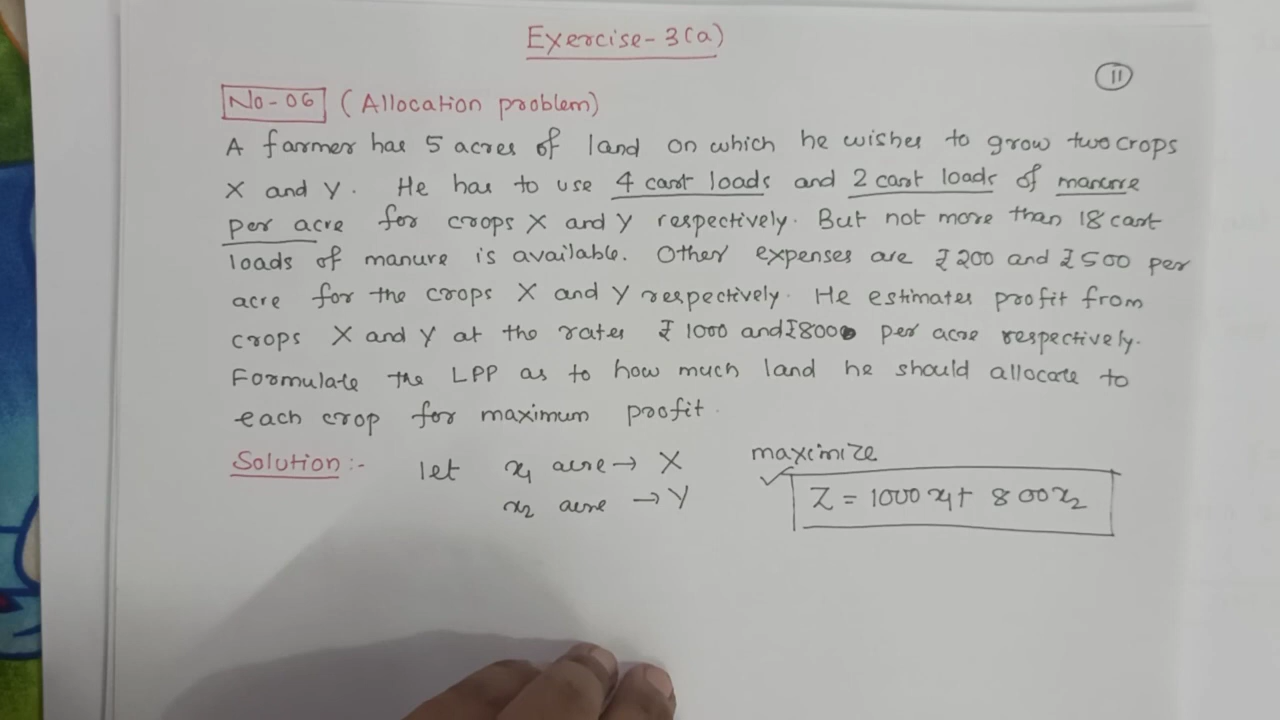 Exercise-3(a)
11
No-06 (Allocation problem)
A farmer has 5 acres of land on which he wishes to grow two crops
X and Y. He has to use 4 cart loads and 2 cart loads of manure
per acre for crops X and Y respectively. But not more than 18 cart
loads of manure is available. Other expenses are ₹200 and ₹500 per
acre for the crops X and Y respectively. He estimates profit from
crops X and Y at the rates ₹1000 and ₹800 per acre respectively.
Formulate the LPP as to how much land he should allocate to
each crop for maximum profit.
Solution:- let x₁ acre → X maximize
x₂ acre → Y ✓ Z = 1000x₁ + 800x₂